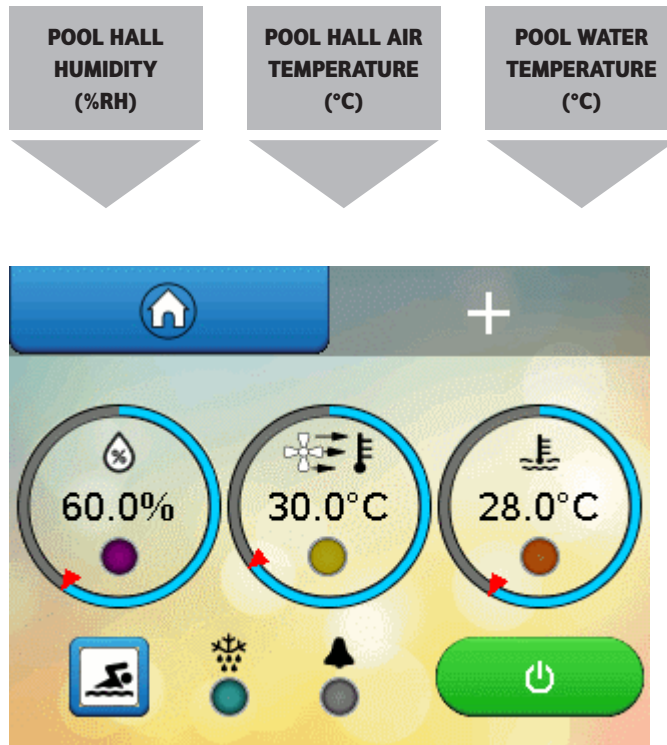 POOL HALL
HUMIDITY
(%RH)
POOL HALL AIR
TEMPERATURE
(°C)
POOL WATER
TEMPERATURE
(°C)
%
60.0%
30.0°C
28.0°C